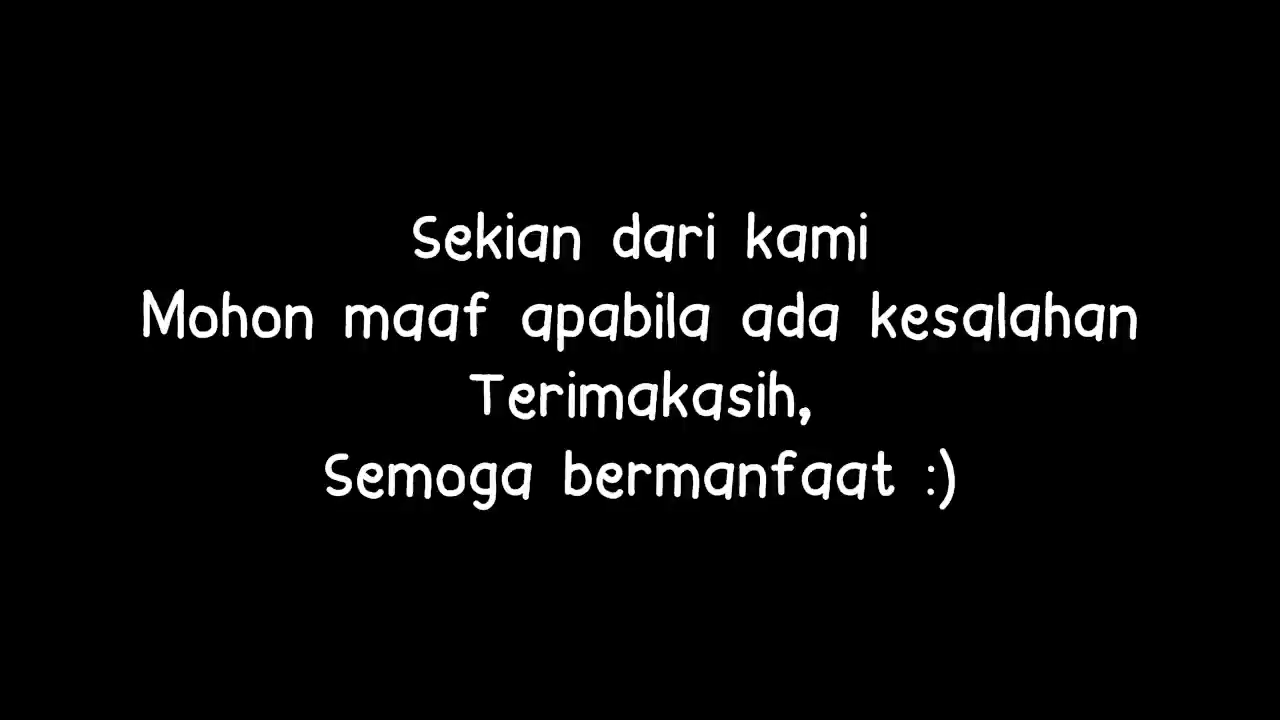 Sekian dari kami
Mohon maaf apabila ada kesalahan
Terimakasih,
Semoga bermanfaat :)